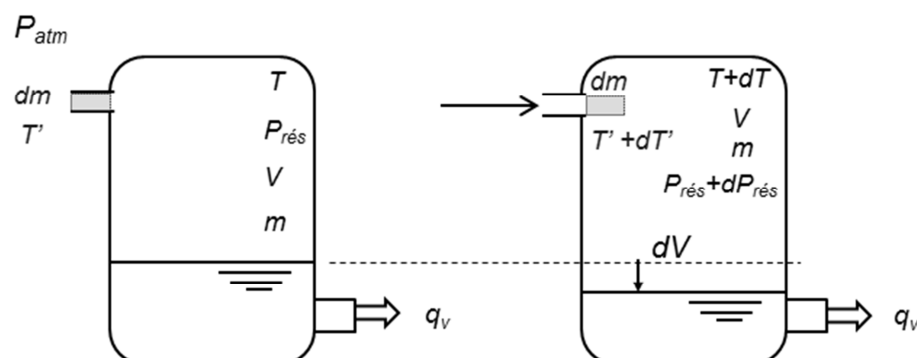 P_atm
dm
T'
T
P_rés
V
m
q_v
dm
T' +dT'
T+dT
V
m
P_rés+dP_rés
dV
q_v